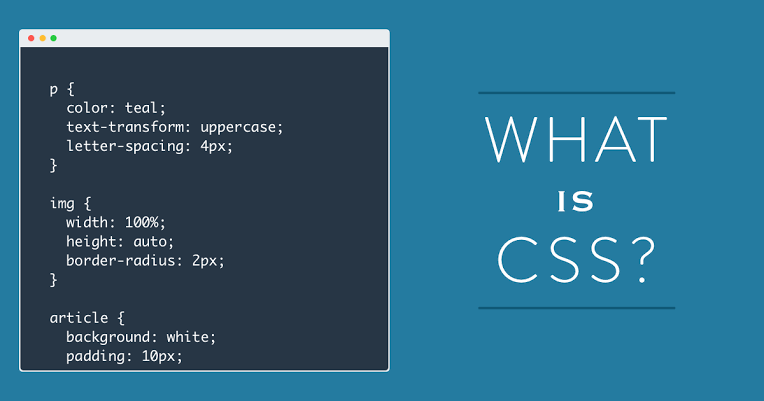 p {
  color: teal;
  text-transform: uppercase;
  letter-spacing: 4px;
}
img {
  width: 100%;
  height: auto;
  border-radius: 2px;
}
article {
  background: white;
  padding: 10px;
WHAT
IS
CSS?